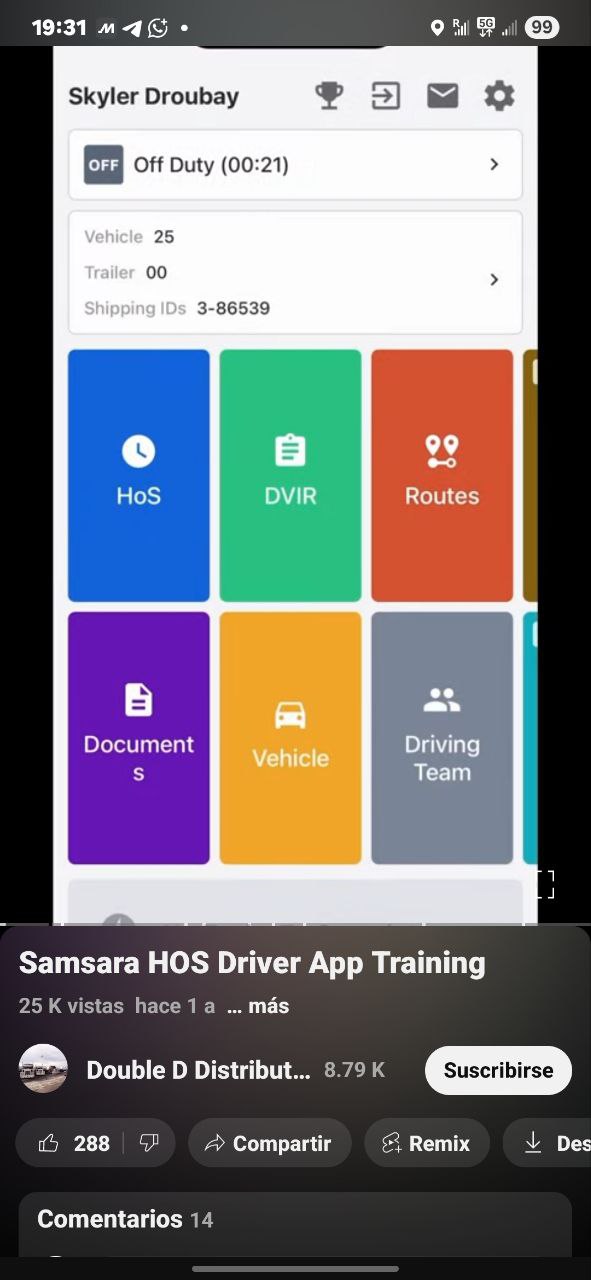 19:31
R
5G
99
Skyler Droubay
OFF Off Duty (00:21)
Vehicle 25
Trailer 00
Shipping IDs 3-86539
HoS
DVIR
Routes
Document
s
Vehicle
Driving
Team
Samsara HOS Driver App Training
25 K vistas hace 1 a ... más
Double D Distribut... 8.79 K
Suscribirse
288
Compartir
Remix
Des
Comentarios 14